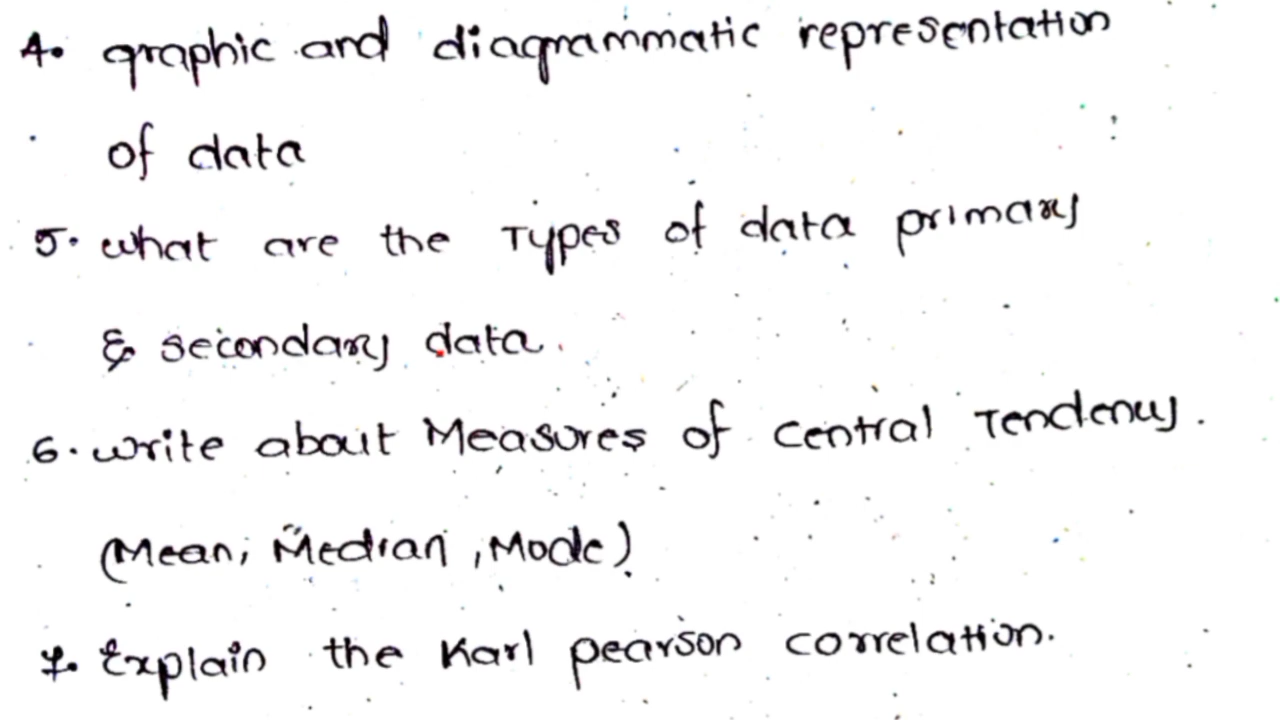 4. graphic and diagrammatic representation
of data
5. what are the Types of data primary
& secondary data.
6. write about Measures of central Tendency.
(Mean, Median, Mode)
7. Explain the Karl pearson correlation.